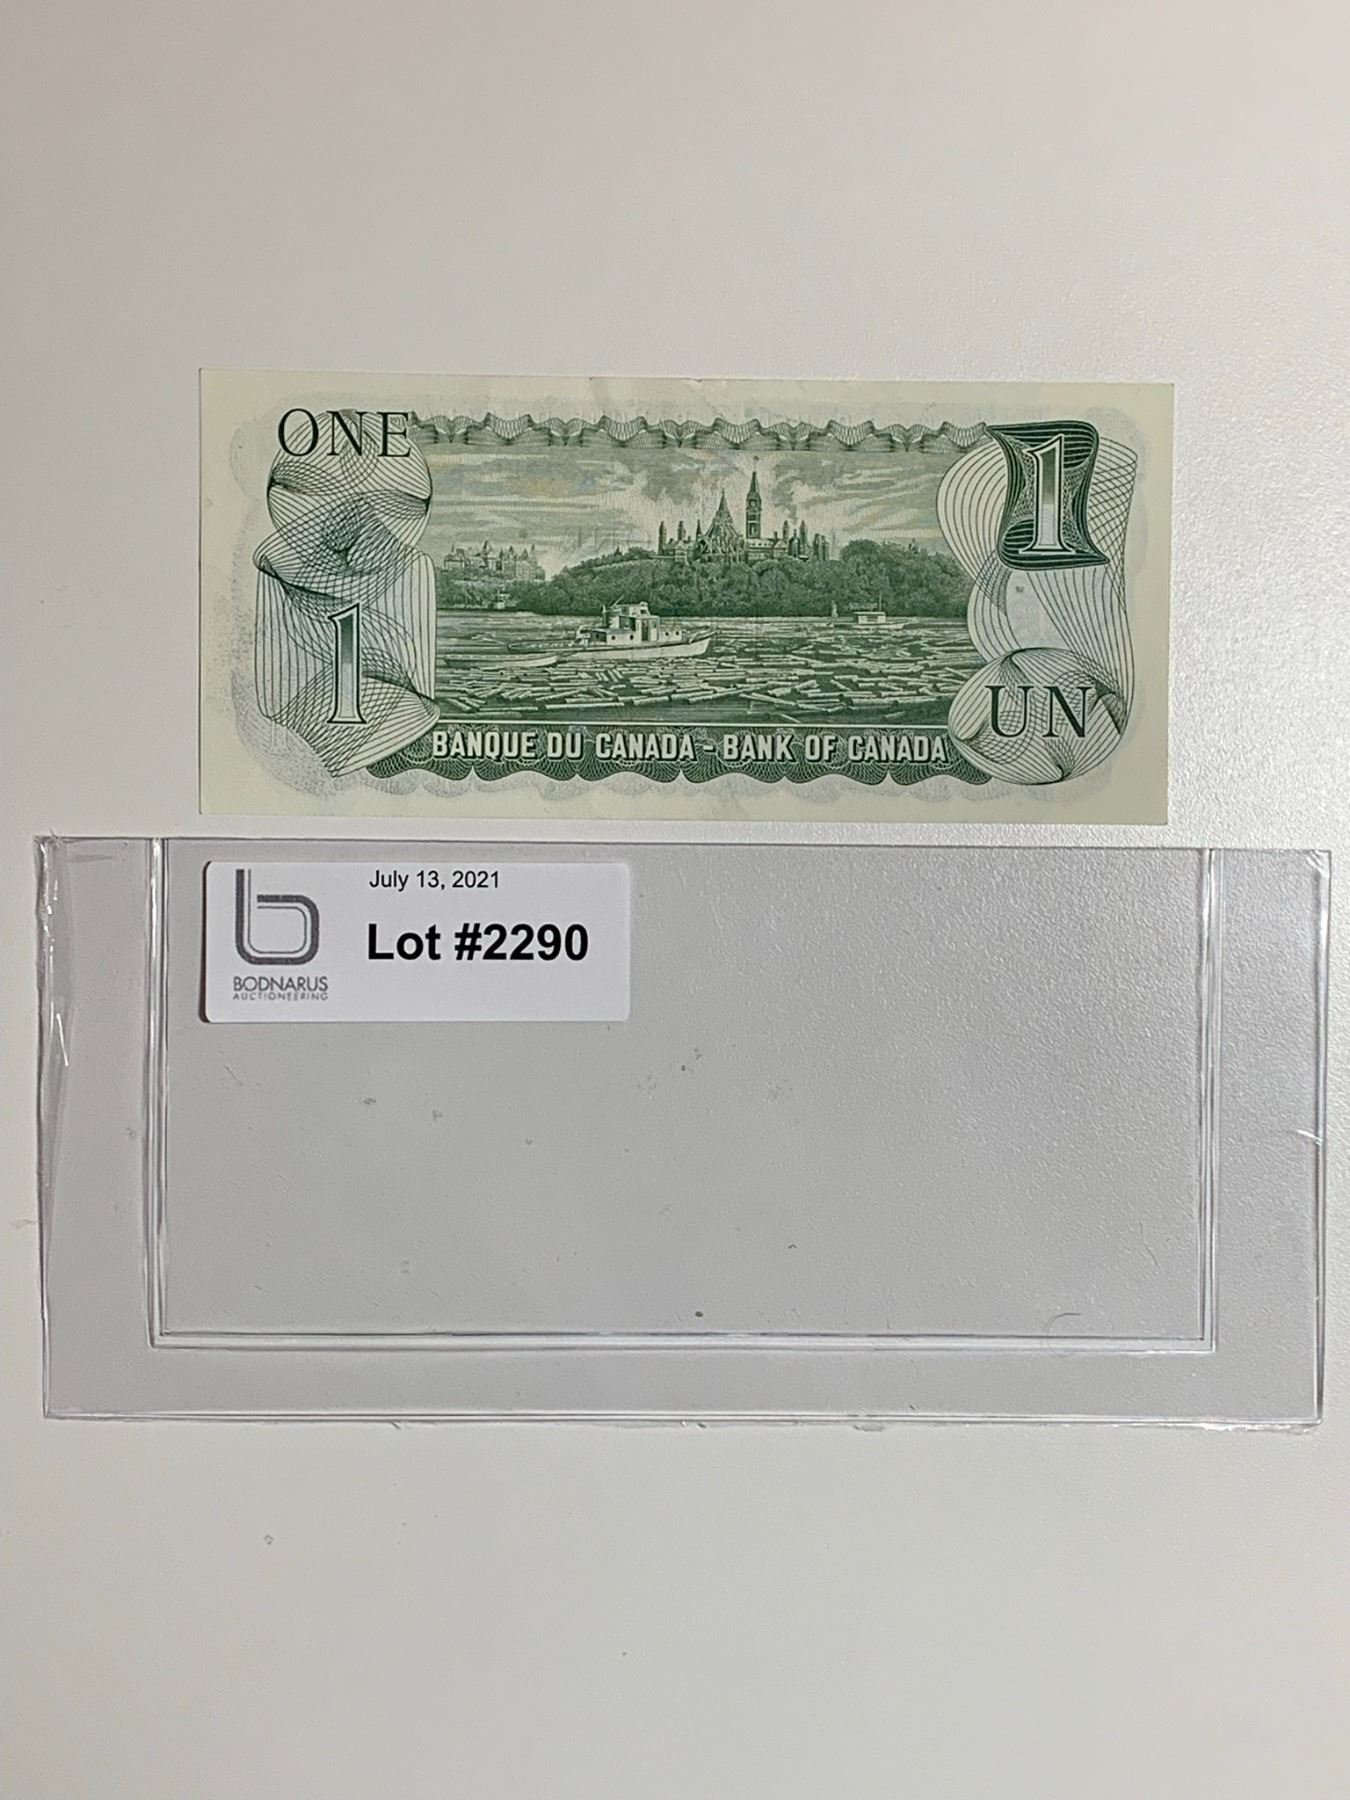 ONE
1
1
UN
BANQUE DU CANADA - BANK OF CANADA
July 13, 2021
Lot #2290
BODNARUS
AUCTIONEERING